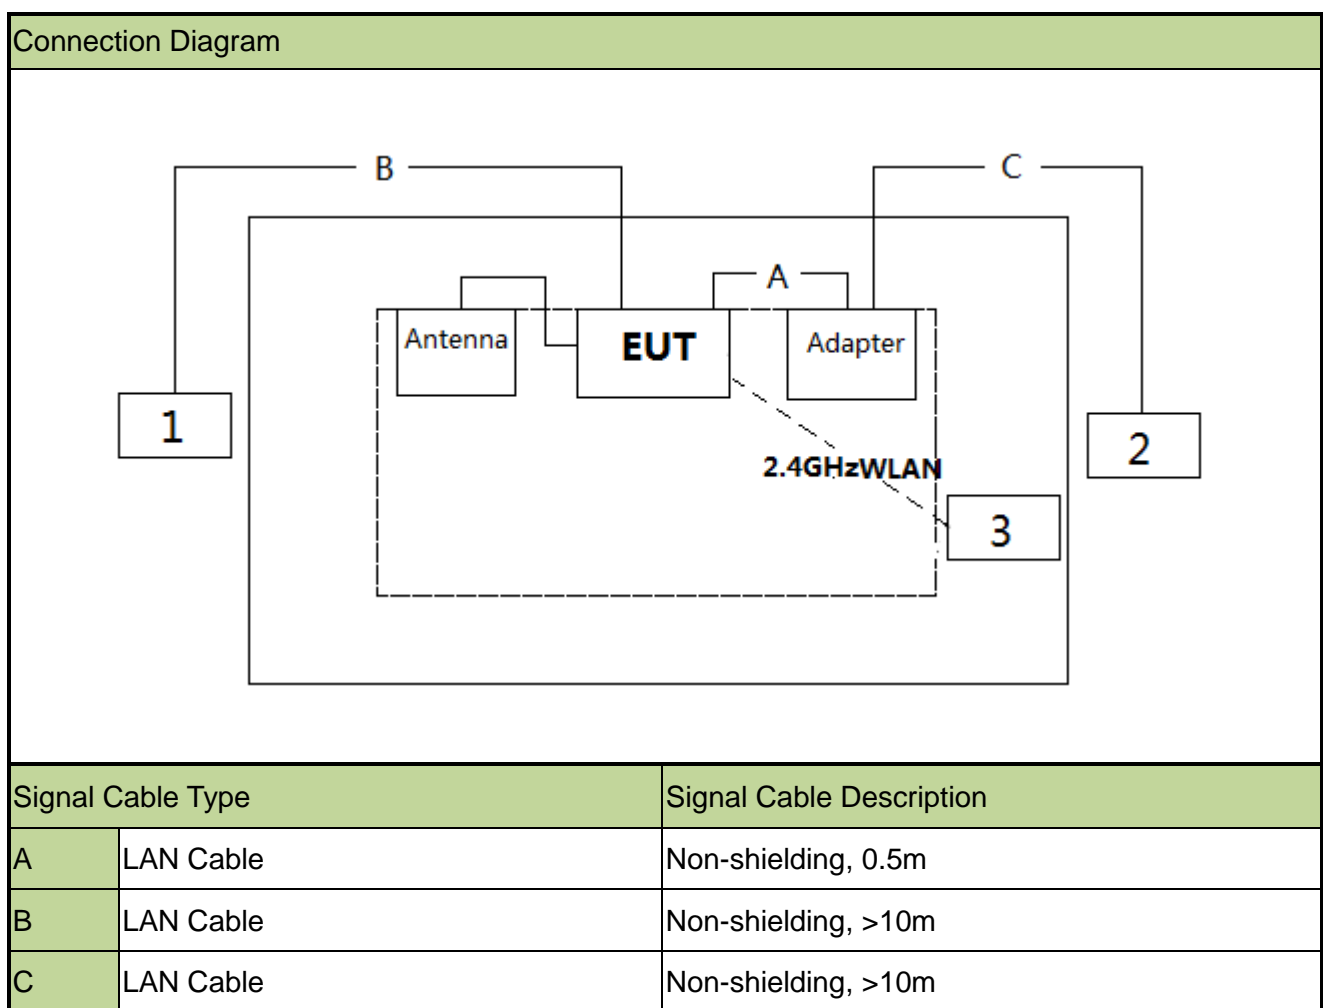 Connection Diagram
B
C
A
Antenna
EUT
Adapter
1
2
2.4GHzWLAN
3
Signal Cable Type Signal Cable Description
A LAN Cable Non-shielding, 0.5m
B LAN Cable Non-shielding, >10m
C LAN Cable Non-shielding, >10m